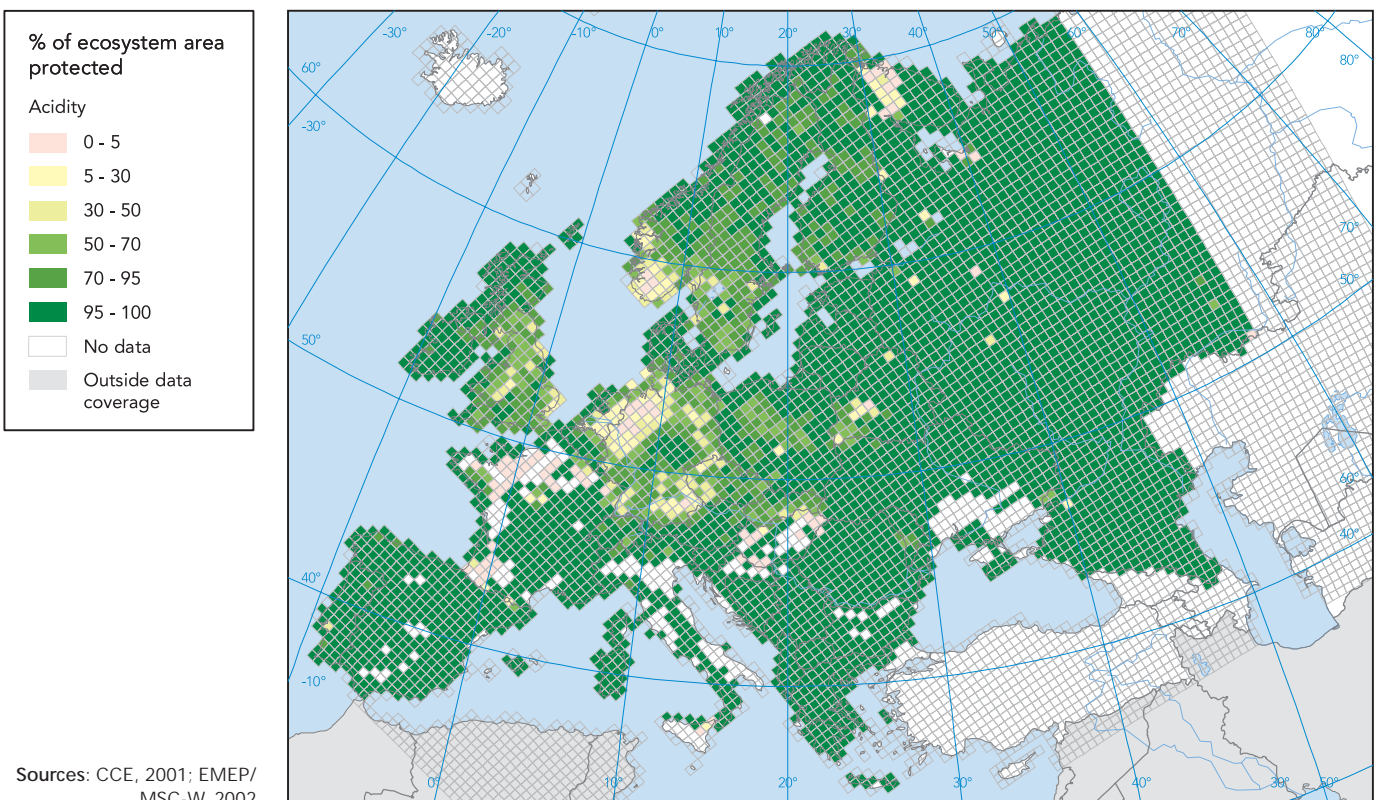 % of ecosystem area
protected
Acidity
0 - 5
5 - 30
30 - 50
50 - 70
70 - 95
95 - 100
No data
Outside data
coverage
Sources: CCE, 2001; EMEP/
MSC-W, 2002
-30° -20° -10° 0° 10° 20° 30° 40° 50° 60° 70° 80°
60°
80°
-30°
70°
50°
50°
60°
40°
40°
-10°
0° 10° 20° 30° 40° 30° 50°